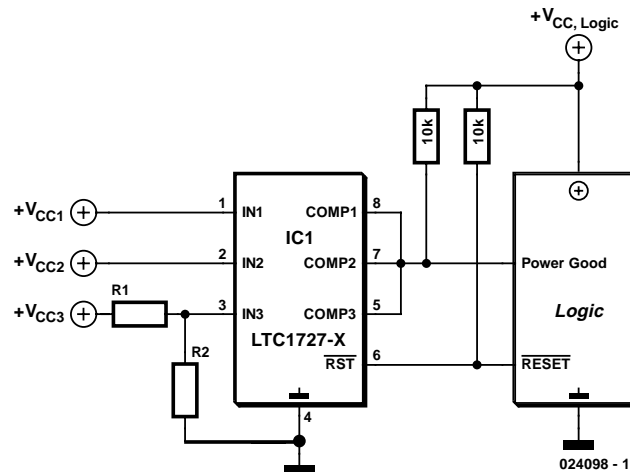 +VCC, Logic
10k
10k
+VCC1
1
IN1
COMP1
8
IC1
+VCC2
2
IN2
COMP2
7
Power Good
+VCC3
R1
3
IN3
COMP3
5
Logic
LTC1727-X
R2
RST
6
RESET
4
024098 - 1